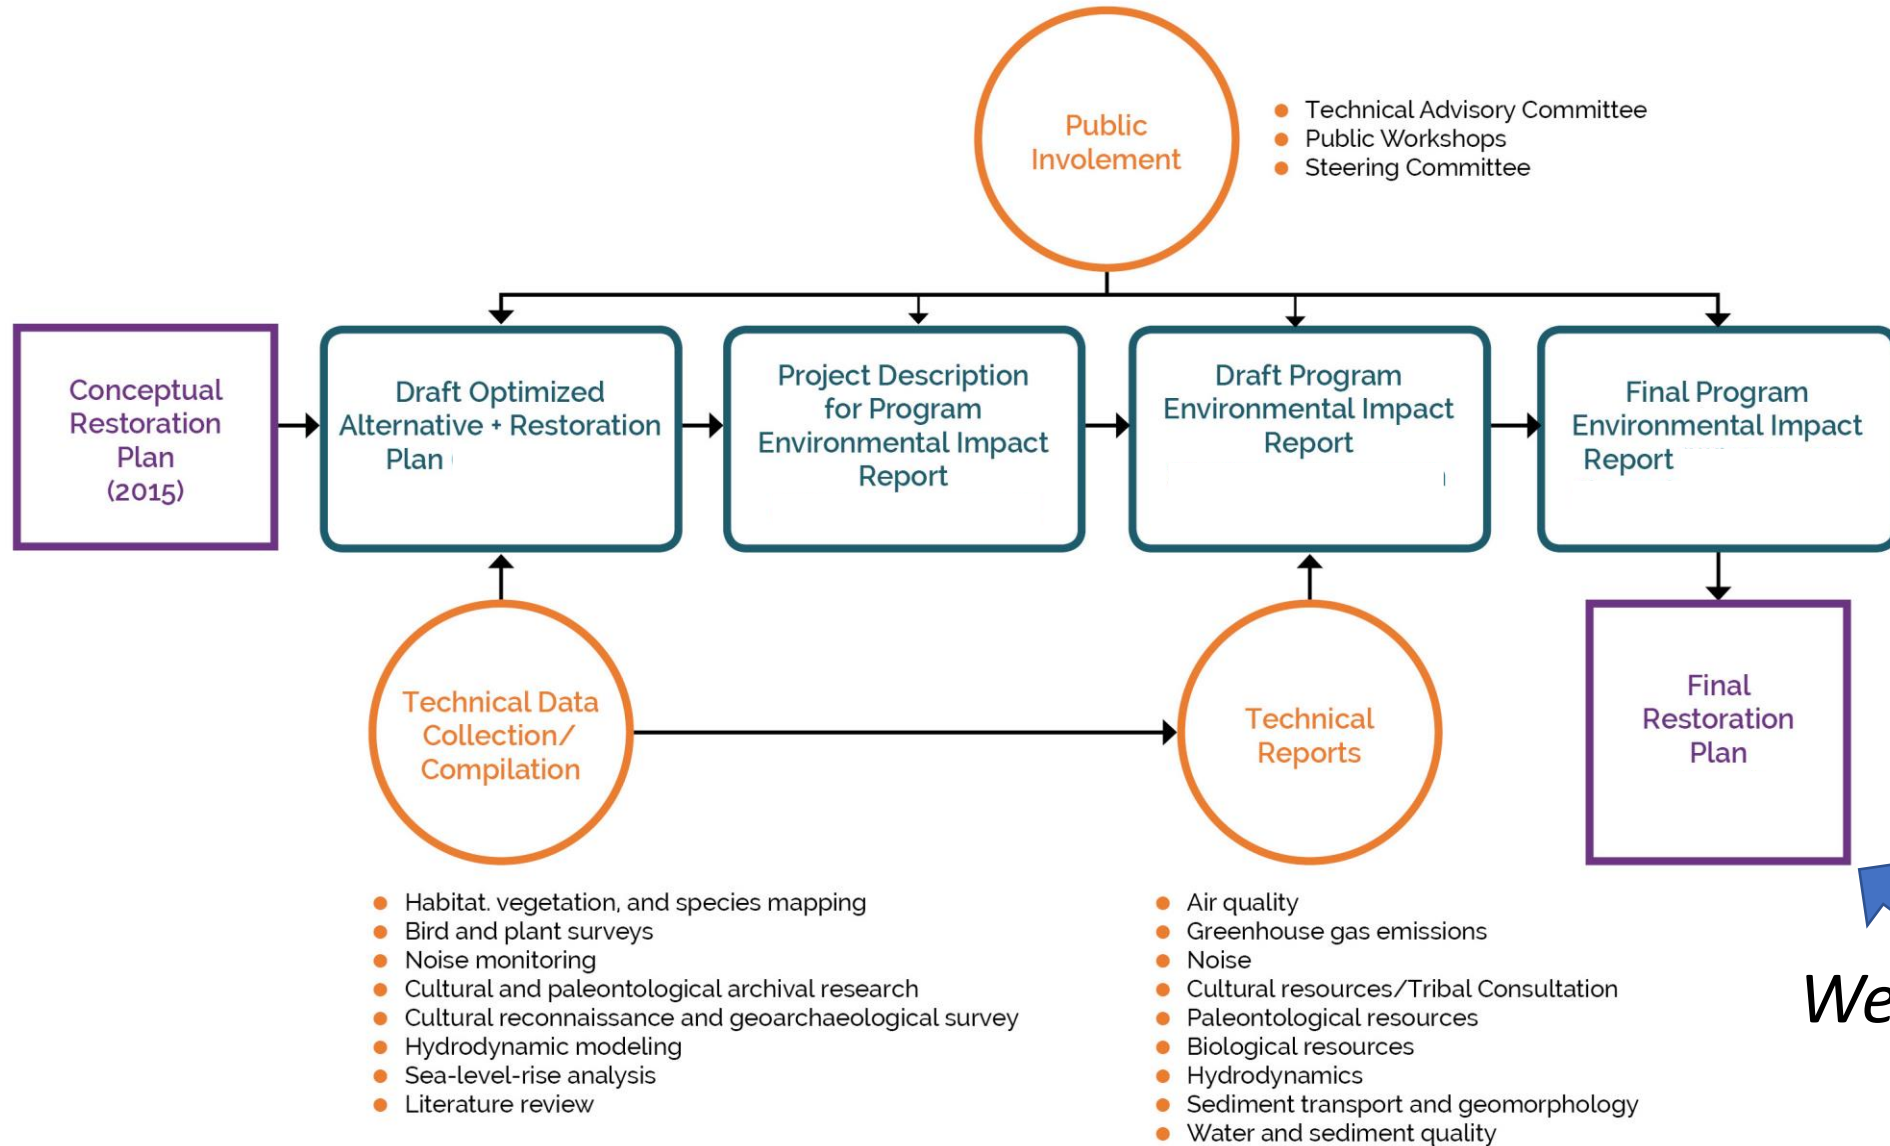 Public
Involement
Technical Advisory Committee
Public Workshops
Steering Committee
Conceptual
Restoration
Plan
(2015)
Draft Optimized
Alternative + Restoration
Plan
Project Description
for Program
Environmental Impact
Report
Draft Program
Environmental Impact
Report
Final Program
Environmental Impact
Report
Technical Data
Collection/
Compilation
Technical
Reports
Final
Restoration
Plan
Habitat. vegetation, and species mapping
Bird and plant surveys
Noise monitoring
Cultural and paleontological archival research
Cultural reconnaissance and geoarchaeological survey
Hydrodynamic modeling
Sea-level-rise analysis
Literature review
Air quality
Greenhouse gas emissions
Noise
Cultural resources/Tribal Consultation
Paleontological resources
Biological resources
Hydrodynamics
Sediment transport and geomorphology
Water and sediment quality
We